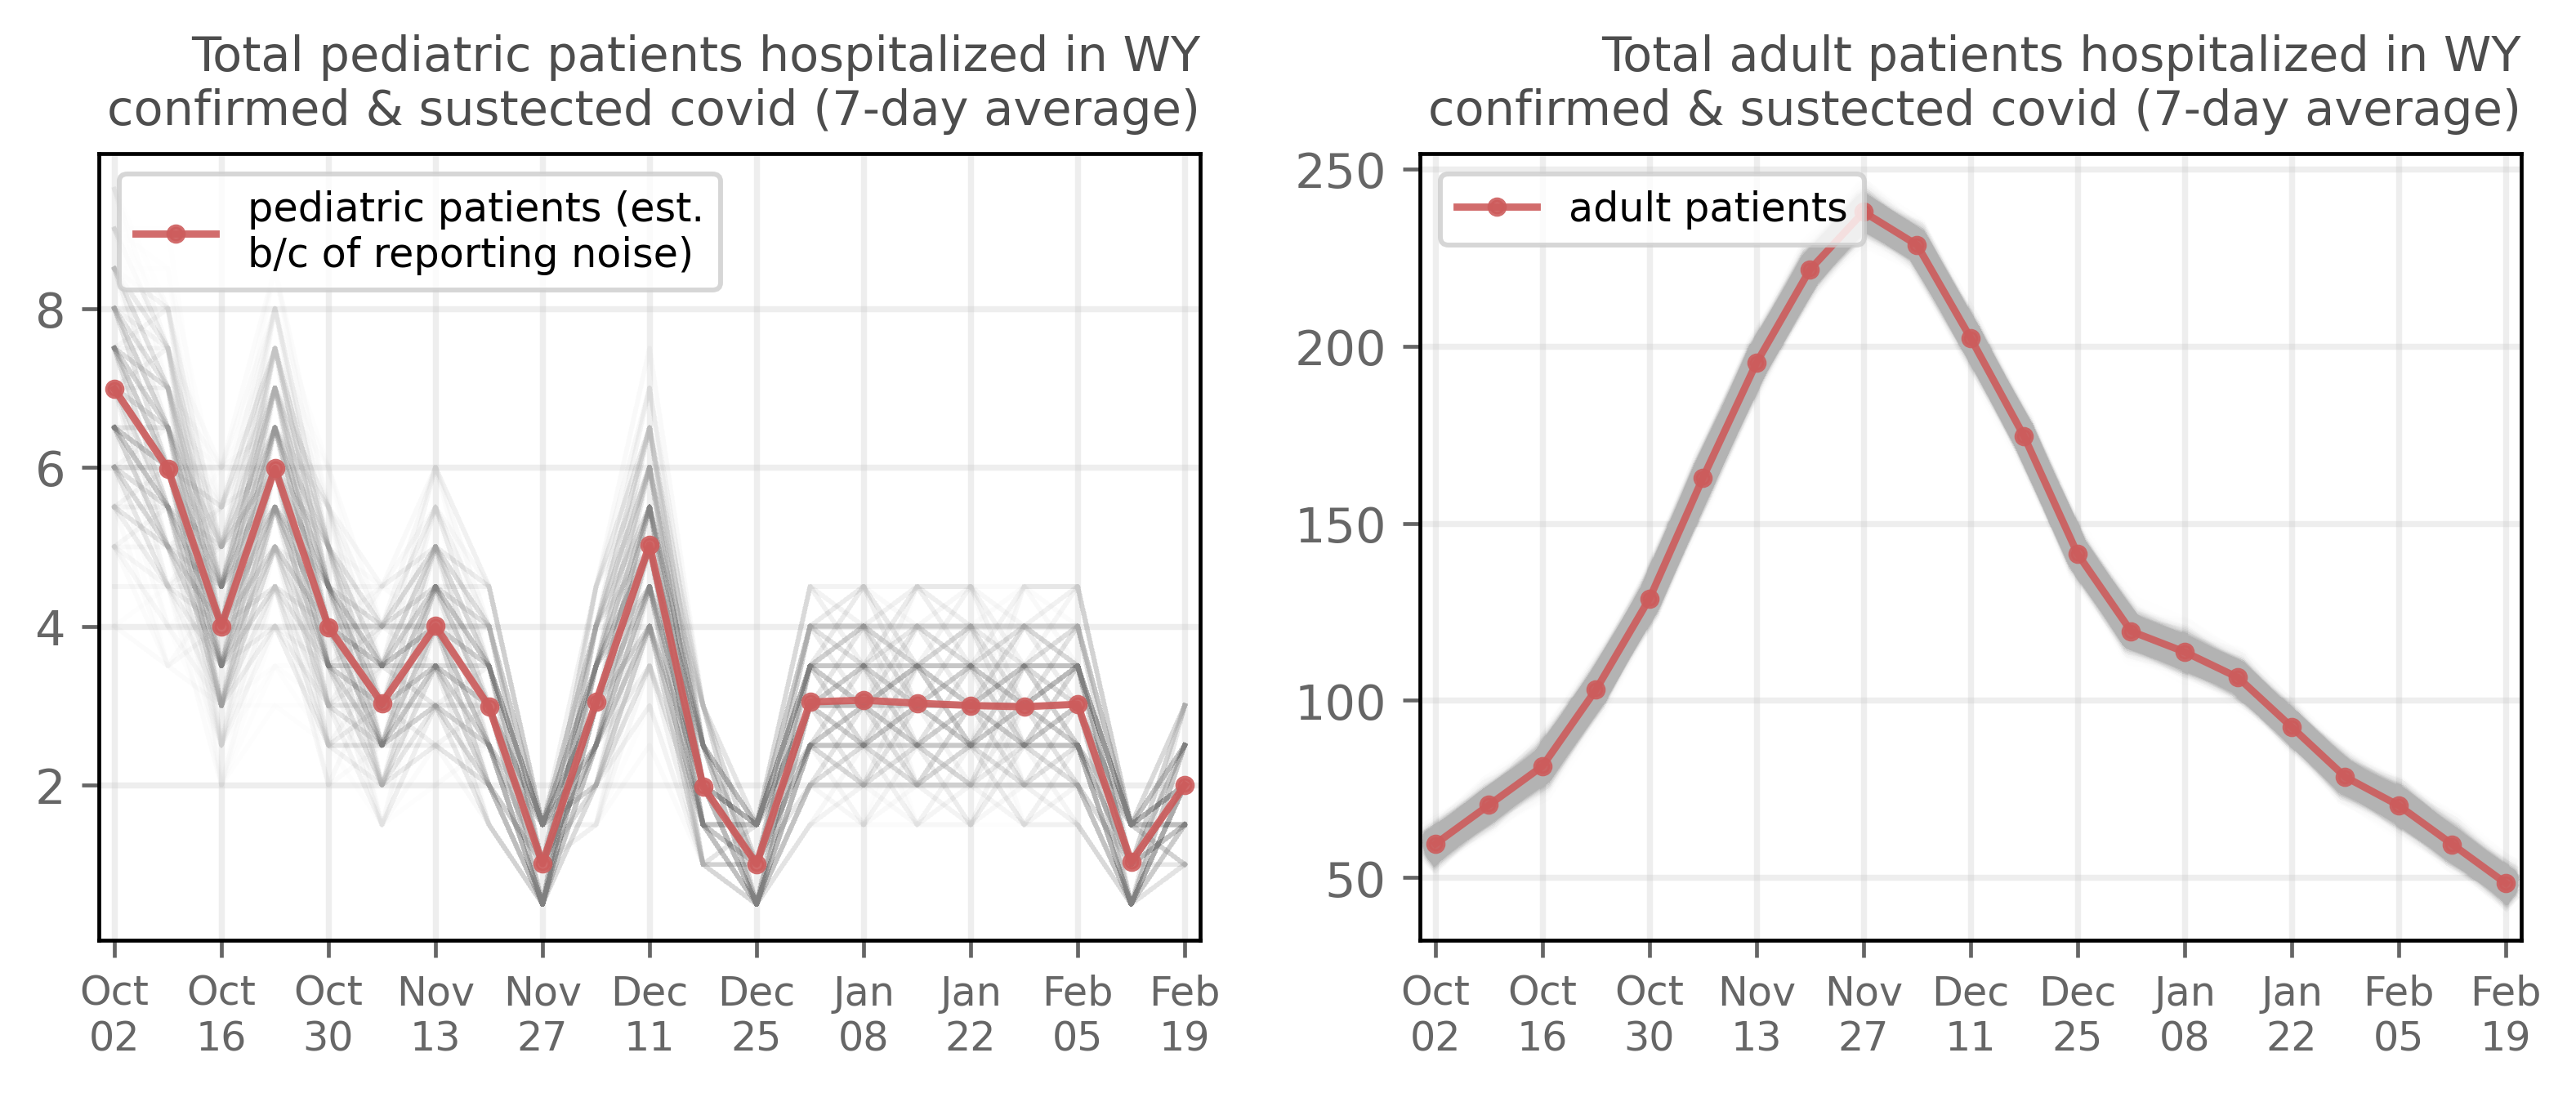 Total pediatric patients hospitalized in WY
confirmed & sustected covid (7-day average)
pediatric patients (est.
b/c of reporting noise)
8
6
4
2
Oct Oct Oct Nov Nov Dec Dec Jan Jan Feb Feb
02 16 30 13 27 11 25 08 22 05 19
Total adult patients hospitalized in WY
confirmed & sustected covid (7-day average)
adult patients
250
200
150
100
50
Oct Oct Oct Nov Nov Dec Dec Jan Jan Feb Feb
02 16 30 13 27 11 25 08 22 05 19